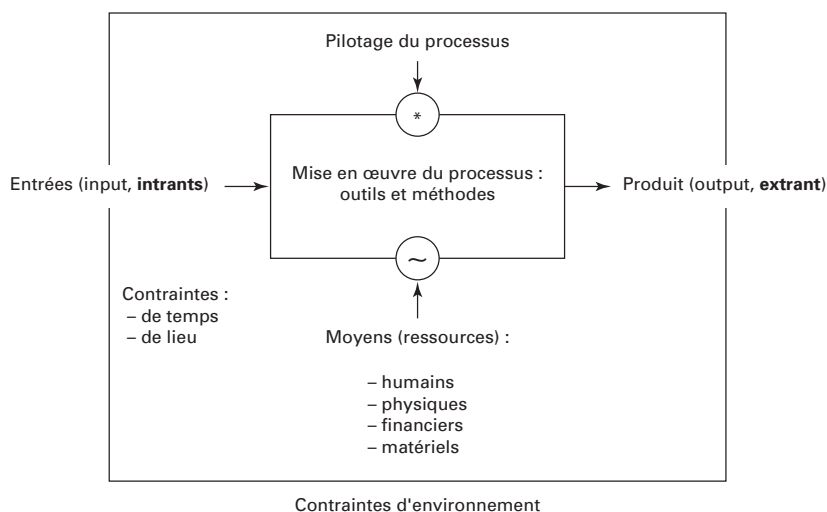 Pilotage du processus
*
Entrées (input, intrants)
Mise en œuvre du processus :
outils et méthodes
Produit (output, extrant)
~
Contraintes :
– de temps
– de lieu
Moyens (ressources) :
– humains
– physiques
– financiers
– matériels
Contraintes d'environnement